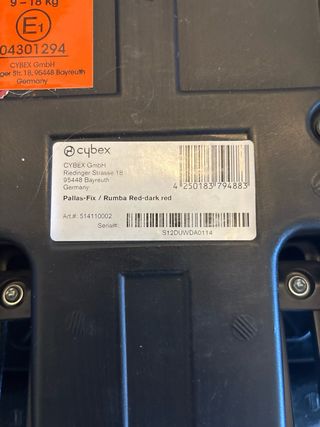 9 - 18 kg
E1
04301294
CYBEX GmbH
ger Str. 18, 95448 Bayreuth
Germany
cybex
CYBEX GmbH
Riedinger Strasse 18
95448 Bayreuth
Germany
4 250183 794883
Pallas-Fix / Rumba Red-dark red
Art.#: 514110002
Serial#:
S12DUWDA0114